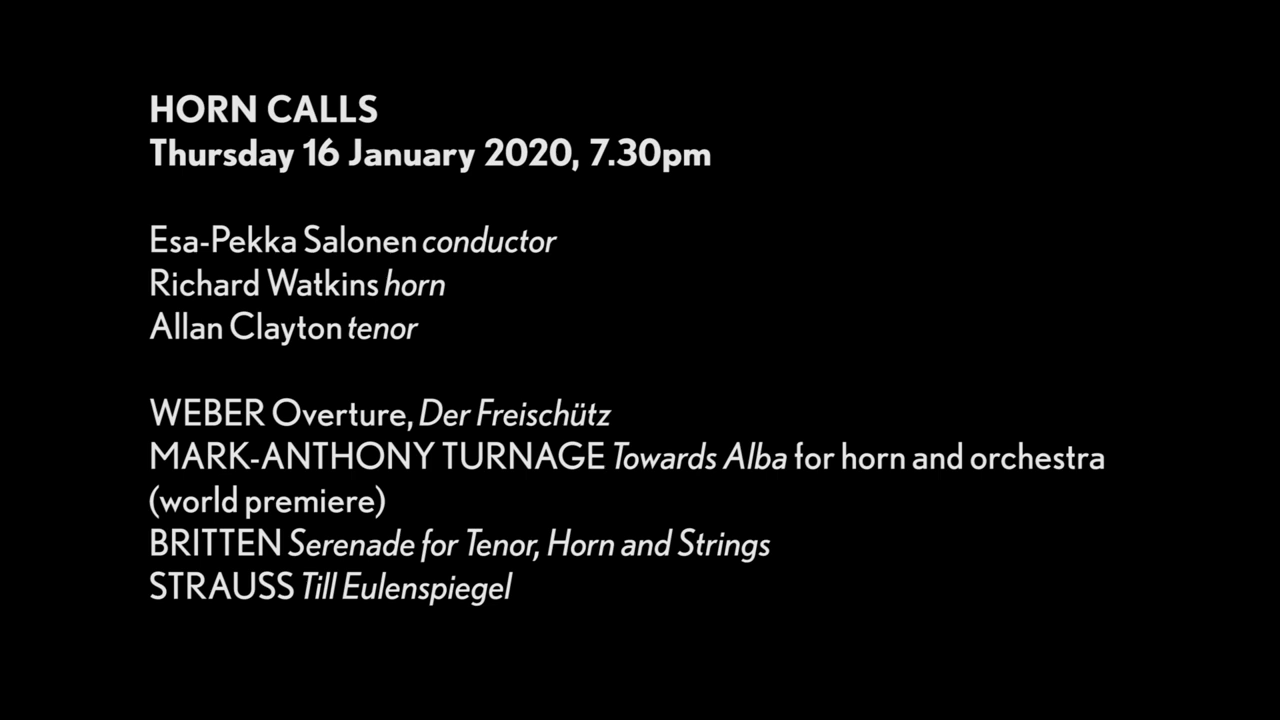 HORN CALLS
Thursday 16 January 2020, 7.30pm
Esa-Pekka Salonen conductor
Richard Watkins horn
Allan Clayton tenor
WEBER Overture, Der Freischütz
MARK-ANTHONY TURNAGE Towards Alba for horn and orchestra
(world premiere)
BRITTEN Serenade for Tenor, Horn and Strings
STRAUSS Till Eulenspiegel